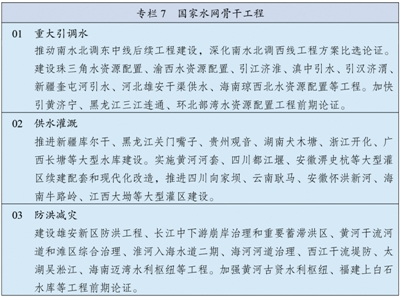 专栏 7 国家水网骨干工程
01 重大引调水
推动南水北调东中线后续工程建设,深化南水北调西线工程方案比选论证。
建设珠三角水资源配置、渝西水资源配置、引江济淮、滇中引水、引汉济渭、
新疆奎屯河引水、河北雄安干渠供水、海南琼西北水资源配置等工程。加快
引黄济宁、黑龙江三江连通、环北部湾水资源配置工程前期论证。
02 供水灌溉
推进新疆库尔干、黑龙江关门嘴子、贵州观音、湖南犬木塘、浙江开化、广
西长塘等大型水库建设。实施黄河河套、四川都江堰、安徽淠史杭等大型灌
区续建配套和现代化改造,推进四川向家坝、云南耿马、安徽怀洪新河、海
南牛路岭、江西大坳等大型灌区建设。
03 防洪减灾
建设雄安新区防洪工程、长江中下游崩岸治理和重要蓄滞洪区、黄河干流河
道和滩区综合治理、淮河入海水道二期、海河河道治理、西江干流堤防、太
湖吴淞江、海南迈湾水利枢纽等工程。加强黄河古贤水利枢纽、福建上白石
水库等工程前期论证。